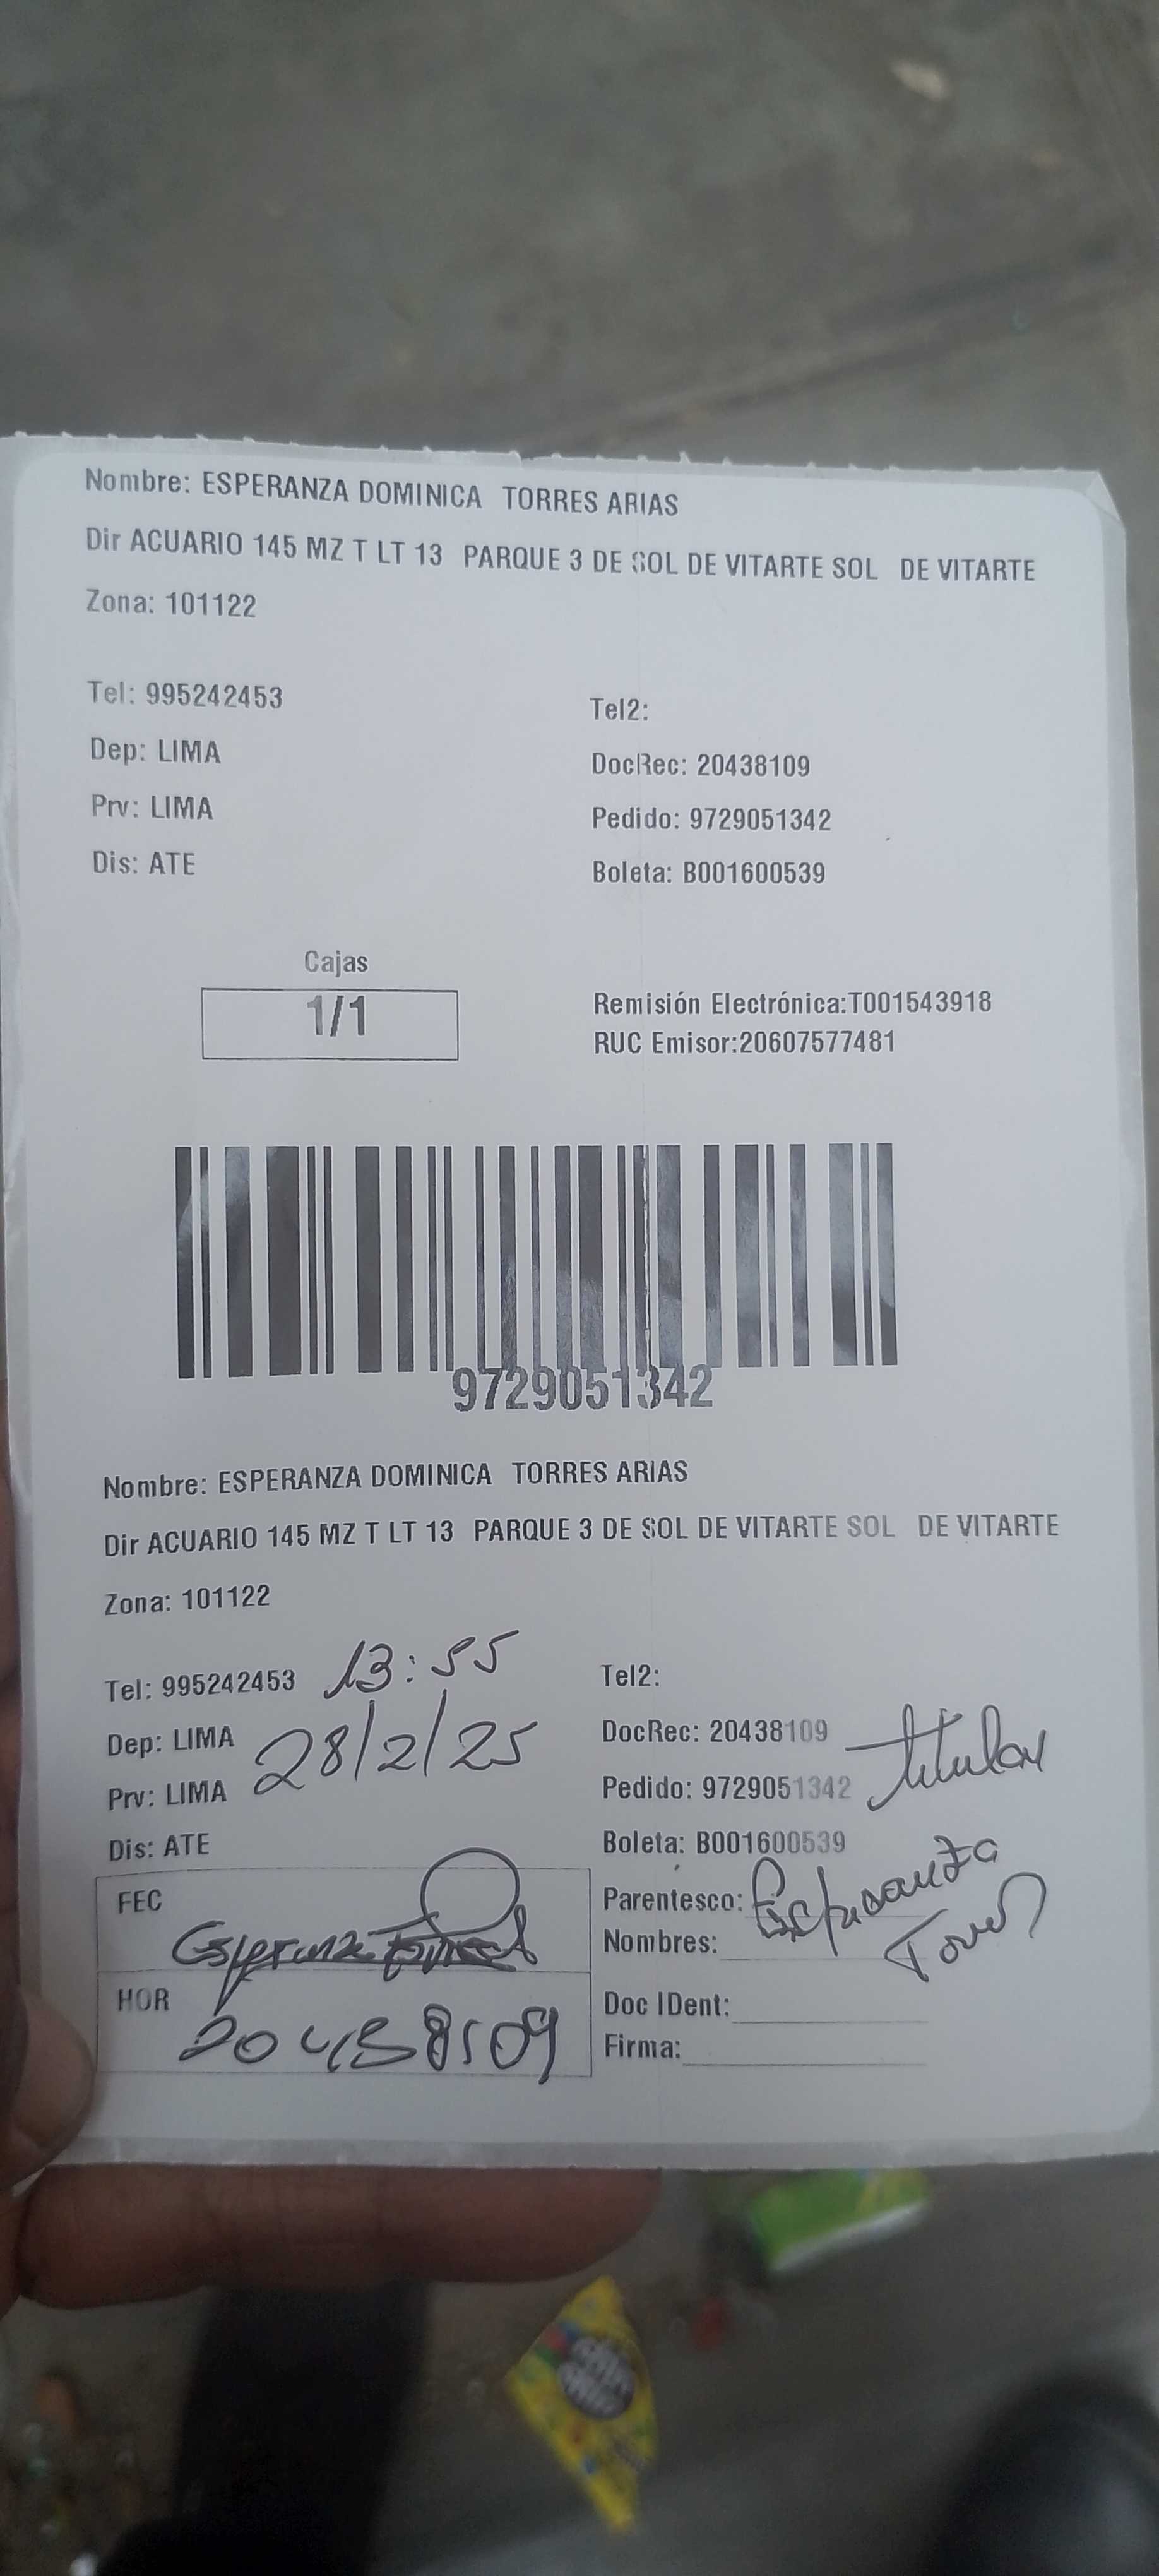 Nombre: ESPERANZA DOMINICA TORRES ARIAS
Dir ACUARIO 145 MZ T LT 13 PARQUE 3 DE SOL DE VITARTE SOL DE VITARTE
Zona: 101122
Tel: 995242453
Tel2:
Dep: LIMA
DocRec: 20438109
Prv: LIMA
Pedido: 9729051342
Dis: ATE
Boleta: B001600539
Cajas
1/1
Remisión Electrónica:T001543918
RUC Emisor:20607577481
9729051342
Nombre: ESPERANZA DOMINICA TORRES ARIAS
Dir ACUARIO 145 MZ T LT 13 PARQUE 3 DE SOL DE VITARTE SOL DE VITARTE
Zona: 101122
Tel: 995242453 13:55
Tel2:
Dep: LIMA 28/2/25
DocRec: 20438109
Prv: LIMA
Pedido: 9729051342 titular
Dis: ATE
Boleta: B001600539
FEC
Parentesco: Esperanza
Nombres:
HOR
Doc IDent:
Firma: